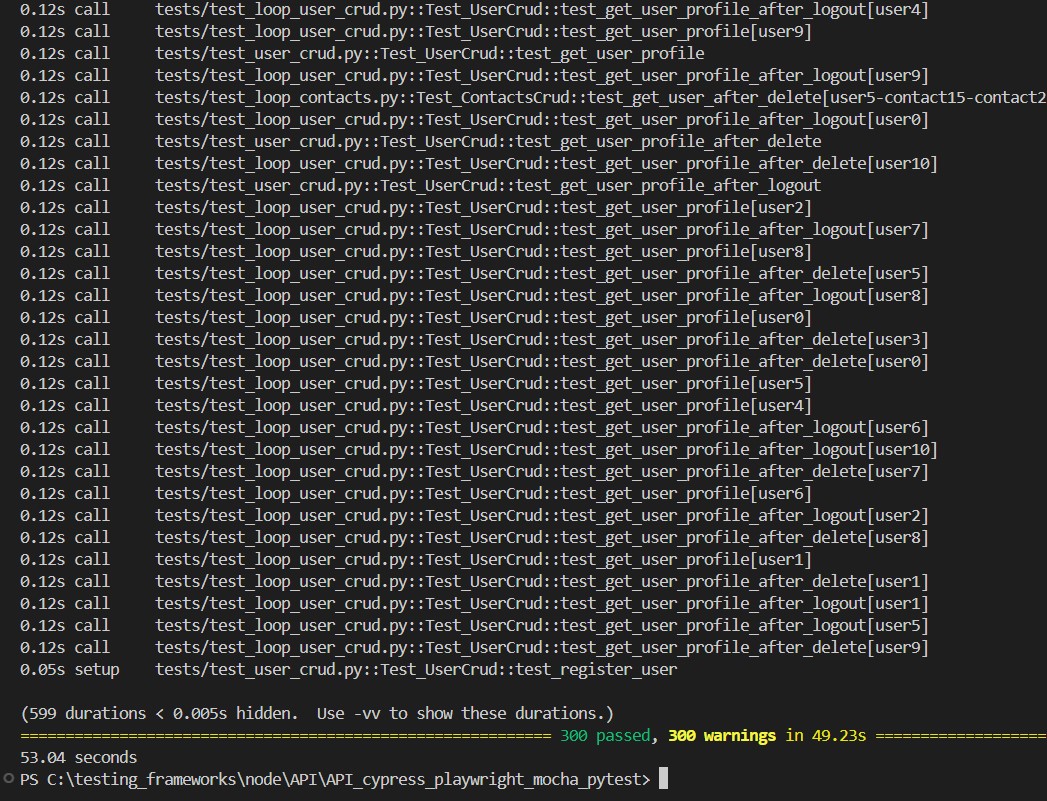 0.12s call     tests/test_loop_user_crud.py::Test_UserCrud::test_get_user_profile_after_logout[user4]
0.12s call     tests/test_loop_user_crud.py::Test_UserCrud::test_get_user_profile[user9]
0.12s call     tests/test_user_crud.py::Test_UserCrud::test_get_user_profile
0.12s call     tests/test_loop_user_crud.py::Test_UserCrud::test_get_user_profile_after_logout[user9]
0.12s call     tests/test_loop_contacts.py::Test_ContactsCrud::test_get_user_after_delete[user5-contact15-contact2
0.12s call     tests/test_loop_user_crud.py::Test_UserCrud::test_get_user_profile_after_logout[user0]
0.12s call     tests/test_user_crud.py::Test_UserCrud::test_get_user_profile_after_delete
0.12s call     tests/test_loop_user_crud.py::Test_UserCrud::test_get_user_profile_after_delete[user10]
0.12s call     tests/test_user_crud.py::Test_UserCrud::test_get_user_profile_after_logout
0.12s call     tests/test_loop_user_crud.py::Test_UserCrud::test_get_user_profile[user2]
0.12s call     tests/test_loop_user_crud.py::Test_UserCrud::test_get_user_profile_after_logout[user7]
0.12s call     tests/test_loop_user_crud.py::Test_UserCrud::test_get_user_profile[user8]
0.12s call     tests/test_loop_user_crud.py::Test_UserCrud::test_get_user_profile_after_delete[user5]
0.12s call     tests/test_loop_user_crud.py::Test_UserCrud::test_get_user_profile_after_logout[user8]
0.12s call     tests/test_loop_user_crud.py::Test_UserCrud::test_get_user_profile[user0]
0.12s call     tests/test_loop_user_crud.py::Test_UserCrud::test_get_user_profile_after_delete[user3]
0.12s call     tests/test_loop_user_crud.py::Test_UserCrud::test_get_user_profile_after_delete[user0]
0.12s call     tests/test_loop_user_crud.py::Test_UserCrud::test_get_user_profile[user5]
0.12s call     tests/test_loop_user_crud.py::Test_UserCrud::test_get_user_profile[user4]
0.12s call     tests/test_loop_user_crud.py::Test_UserCrud::test_get_user_profile_after_logout[user6]
0.12s call     tests/test_loop_user_crud.py::Test_UserCrud::test_get_user_profile_after_logout[user10]
0.12s call     tests/test_loop_user_crud.py::Test_UserCrud::test_get_user_profile_after_delete[user7]
0.12s call     tests/test_loop_user_crud.py::Test_UserCrud::test_get_user_profile[user6]
0.12s call     tests/test_loop_user_crud.py::Test_UserCrud::test_get_user_profile_after_logout[user2]
0.12s call     tests/test_loop_user_crud.py::Test_UserCrud::test_get_user_profile_after_delete[user8]
0.12s call     tests/test_loop_user_crud.py::Test_UserCrud::test_get_user_profile[user1]
0.12s call     tests/test_loop_user_crud.py::Test_UserCrud::test_get_user_profile_after_delete[user1]
0.12s call     tests/test_loop_user_crud.py::Test_UserCrud::test_get_user_profile_after_logout[user1]
0.12s call     tests/test_loop_user_crud.py::Test_UserCrud::test_get_user_profile_after_logout[user5]
0.12s call     tests/test_loop_user_crud.py::Test_UserCrud::test_get_user_profile_after_delete[user9]
0.05s setup    tests/test_user_crud.py::Test_UserCrud::test_register_user
(599 durations < 0.005s hidden.  Use -vv to show these durations.)
=========================================================== 300 passed, 300 warnings in 49.23s ===================
53.04 seconds
PS C:\testing_frameworks\node\API\API_cypress_playwright_mocha_pytest>